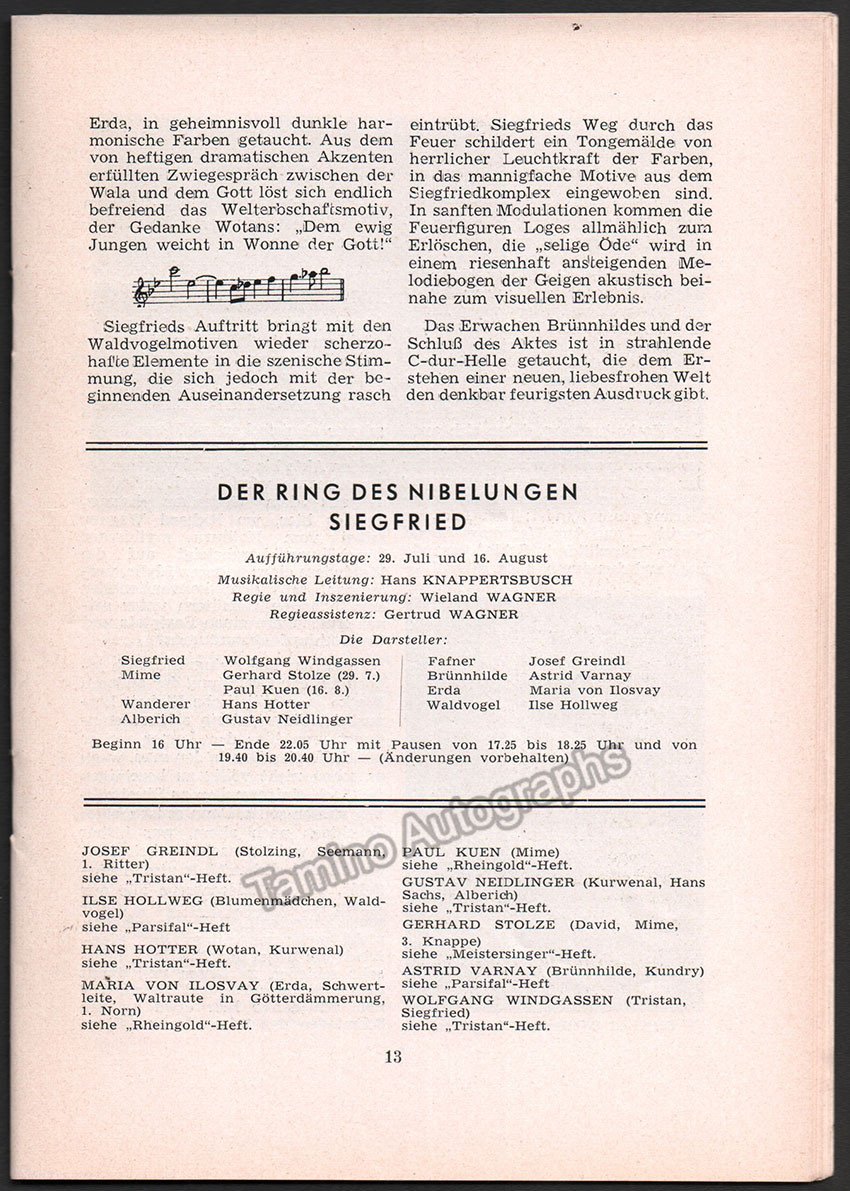 Erda, in geheimnisvoll dunkle har-
monische Farben getaucht. Aus dem
von heftigen dramatischen Akzenten
erfüllten Zwiegespräch zwischen der
Wala und dem Gott löst sich endlich
befreiend das Welterbschaftsmotiv,
der Gedanke Wotans: „Dem ewig
Jungen weicht in Wonne der Gott!“
Siegfrieds Auftritt bringt mit den
Waldvogelmotiven wieder scherzo-
hafte Elemente in die szenische Stim-
mung, die sich jedoch mit der be-
ginnenden Auseinandersetzung rasch
eintrübt. Siegfrieds Weg durch das
Feuer schildert ein Tongemälde von
herrlicher Leuchtkraft der Farben,
in das mannigfache Motive aus dem
Siegfriedkomplex eingewoben sind.
In sanften Modulationen kommen die
Feuerfiguren Loges allmählich zum
Erlöschen, die „selige Öde“ wird in
einem riesenhaft ansteigenden Me-
lodiebogen der Geigen akustisch bei-
nahe zum visuellen Erlebnis.
Das Erwachen Brünnhildes und der
Schluß des Aktes ist in strahlende
C-dur-Helle getaucht, die dem Er-
stehen einer neuen, liebesfrohen Welt
den denkbar feurigsten Ausdruck gibt.
DER RING DES NIBELUNGEN
SIEGFRIED
Aufführungstage: 29. Juli und 16. August
Musikalische Leitung: Hans KNAPPERTSBUSCH
Regie und Inszenierung: Wieland WAGNER
Regieassistenz: Gertrud WAGNER
Die Darsteller:
Siegfried Wolfgang Windgassen
Mime Gerhard Stolze (29. 7.)
Paul Kuen (16. 8.)
Wanderer Hans Hotter
Alberich Gustav Neidlinger
Fafner Josef Greindl
Brünnhilde Astrid Varnay
Erda Maria von Ilosvay
Waldvogel Ilse Hollweg
Beginn 16 Uhr — Ende 22.05 Uhr mit Pausen von 17.25 bis 18.25 Uhr und von
19.40 bis 20.40 Uhr — (Änderungen vorbehalten)
Tamino Autographs
JOSEF GREINDL (Stolzing, Seemann,
1. Ritter)
siehe „Tristan“-Heft.
ILSE HOLLWEG (Blumenmädchen, Wald-
vogel)
siehe „Parsifal“-Heft
HANS HOTTER (Wotan, Kurwenal)
siehe „Tristan“-Heft.
MARIA VON ILOSVAY (Erda, Schwert-
leite, Waltraute in Götterdämmerung,
1. Norn)
siehe „Rheingold“-Heft.
PAUL KUEN (Mime)
siehe „Rheingold“-Heft.
GUSTAV NEIDLINGER (Kurwenal, Hans
Sachs, Alberich)
siehe „Tristan“-Heft.
GERHARD STOLZE (David, Mime,
3. Knappe)
siehe „Meistersinger“-Heft.
ASTRID VARNAY (Brünnhilde, Kundry)
siehe „Parsifal“-Heft
WOLFGANG WINDGASSEN (Tristan,
Siegfried)
siehe „Tristan“-Heft.
13